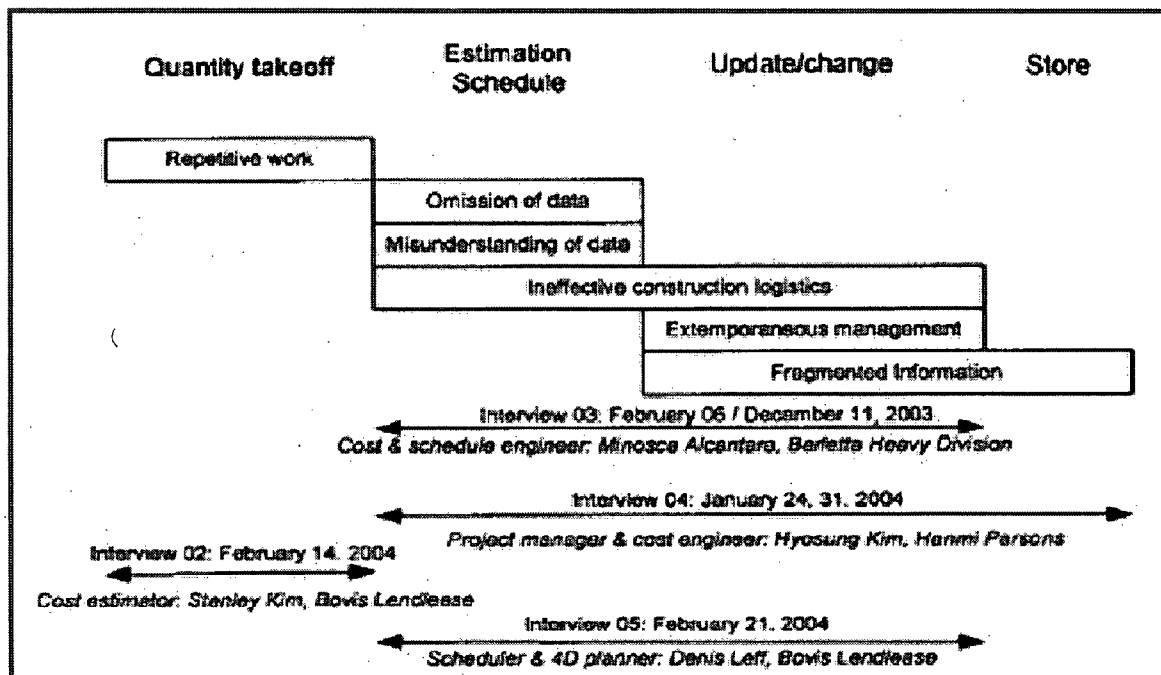 Quantity takeoff
Estimation
Schedule
Update/change
Store
Repetitive work
Omission of data
Misunderstanding of data
Ineffective construction logistics
Extemporaneous management
Fragmented Information
Interview 03: February 06 / December 11, 2003
Cost & schedule engineer: Minosca Alcantara, Barletta Heavy Division
Interview 04: January 24, 31. 2004
Project manager & cost engineer: Hyosung Kim, Hanmi Parsons
Interview 02: February 14. 2004
Cost estimator: Stanley Kim, Bovis Lendlease
Interview 05: February 21. 2004
Scheduler & 4D planner: Denis Leff, Bovis Lendlease